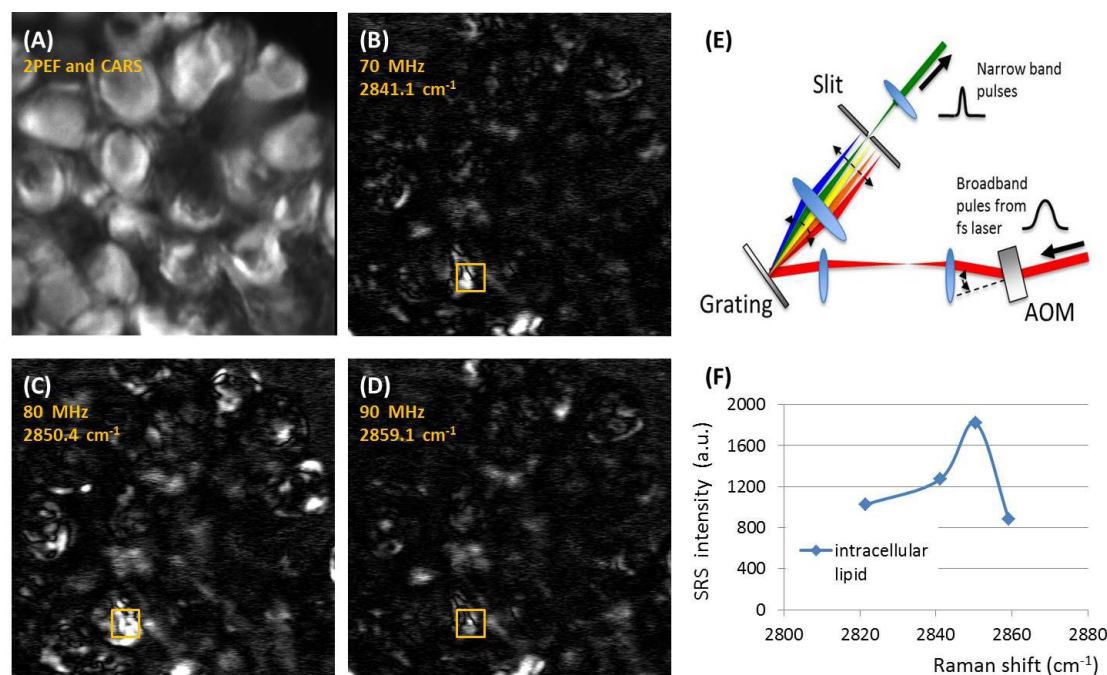 (A)
2PEF and CARS
(B)
70 MHz
2841.1 cm⁻¹
(C)
80 MHz
2850.4 cm⁻¹
(D)
90 MHz
2859.1 cm⁻¹
(E)
Slit
Narrow band
pulses
Broadband
pules from
fs laser
Grating
AOM
(F)
SRS intensity (a.u.)
2000
1600
1200
800
400
0
intracellular
lipid
2800 2820 2840 2860 2880
Raman shift (cm⁻¹)